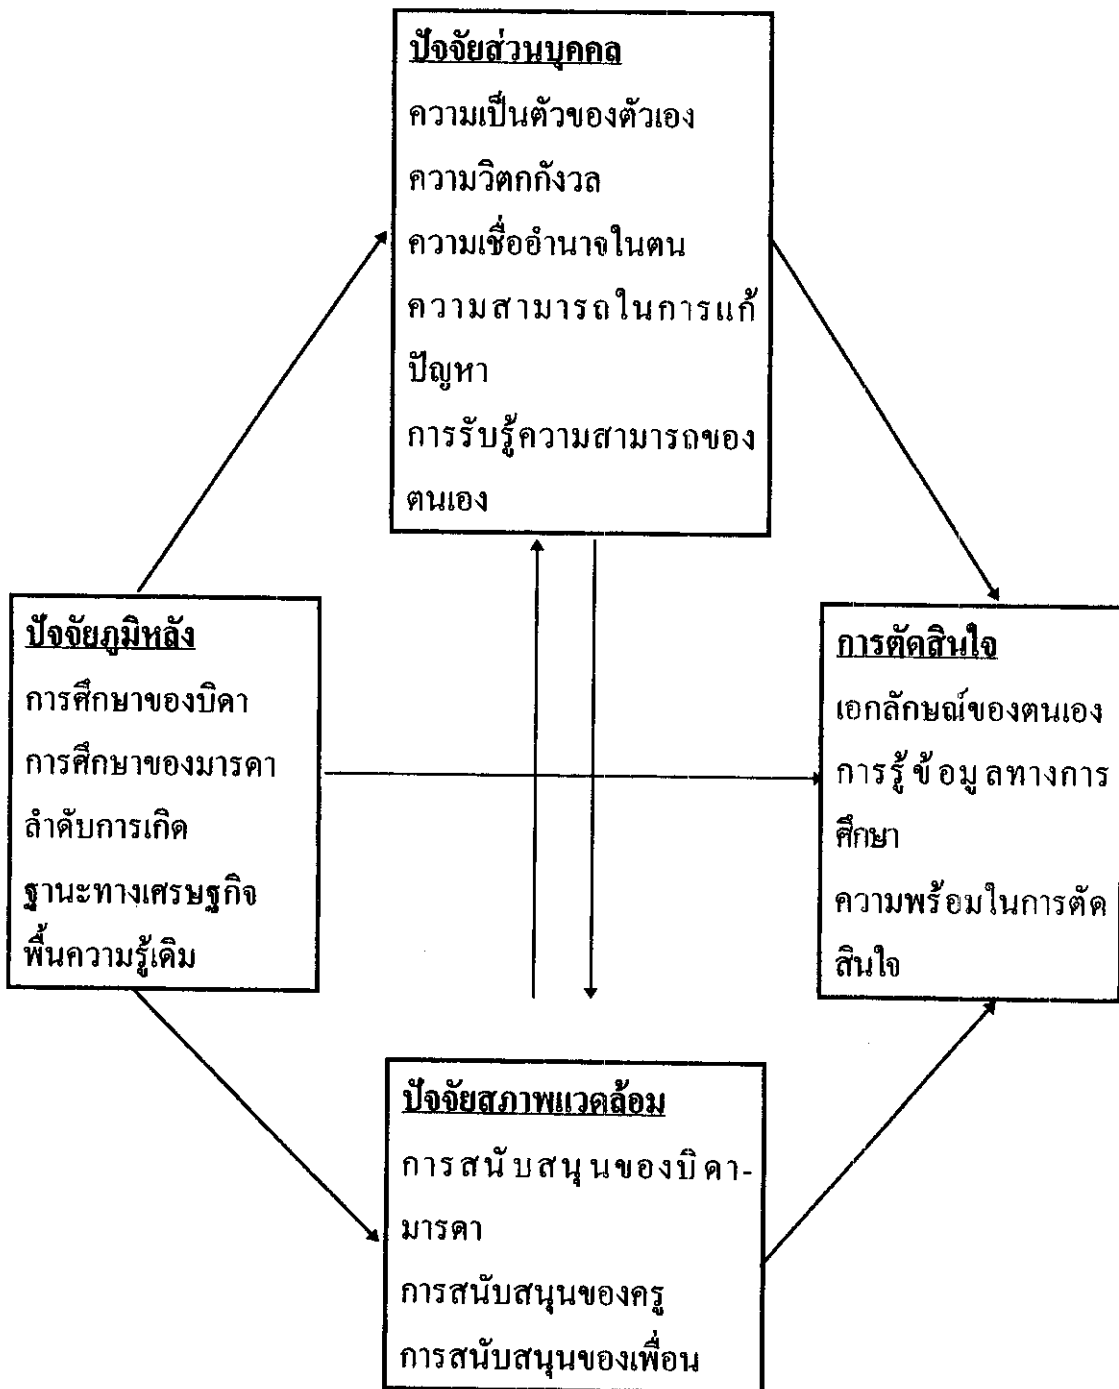 ปัจจัยส่วนบุคคล
ความเป็นตัวของตัวเอง
ความวิตกกังวล
ความเชื่ออำนาจในตน
ความสามารถในการแก้
ปัญหา
การรับรู้ความสามารถของ
ตนเอง
ปัจจัยภูมิหลัง
การศึกษาของบิดา
การศึกษาของมารดา
ลำดับการเกิด
ฐานะทางเศรษฐกิจ
พื้นความรู้เดิม
การตัดสินใจ
เอกลักษณ์ของตนเอง
การรู้ข้อมูลทางการ
ศึกษา
ความพร้อมในการตัด
สินใจ
ปัจจัยสภาพแวดล้อม
การสนับสนุนของบิดา-
มารดา
การสนับสนุนของครู
การสนับสนุนของเพื่อน